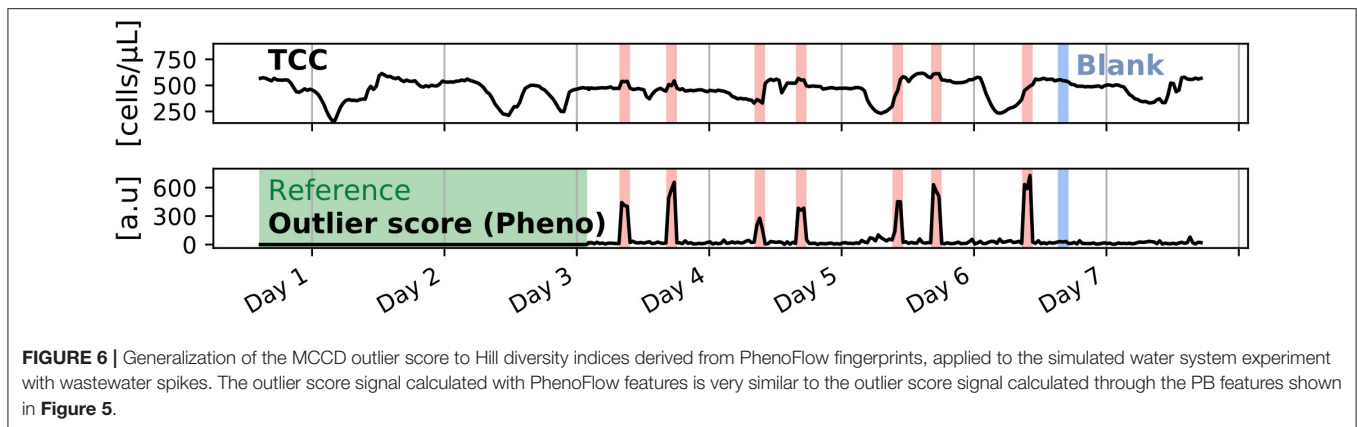 [cells/μL]
750
500
250
TCC
Blank
[a.u]
600
300
0
Reference
Outlier score (Pheno)
Day 1
Day 2
Day 3
Day 4
Day 5
Day 6
Day 7
FIGURE 6 | Generalization of the MCCD outlier score to Hill diversity indices derived from PhenoFlow fingerprints, applied to the simulated water system experiment
with wastewater spikes. The outlier score signal calculated with PhenoFlow features is very similar to the outlier score signal calculated through the PB features shown
in Figure 5.